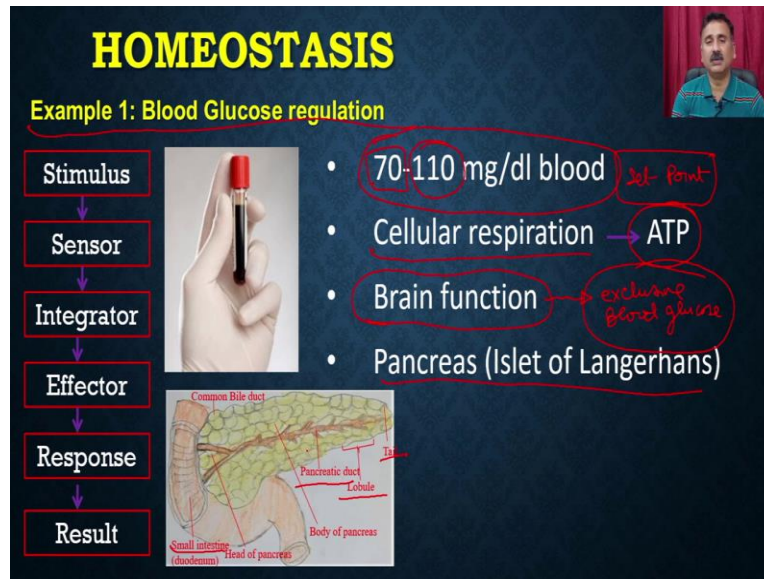 HOMEOSTASIS
Example 1: Blood Glucose regulation
Stimulus
Sensor
Integrator
Effector
Response
Result
• 70-110 mg/dl blood
Set Point
• Cellular respiration → ATP
• Brain function
exclusive
Blood glucose
• Pancreas (Islet of Langerhans)
Common Bile duct
Tail
Pancreatic duct
Lobule
Body of pancreas
Small intestine
(duodenum)
Head of pancreas